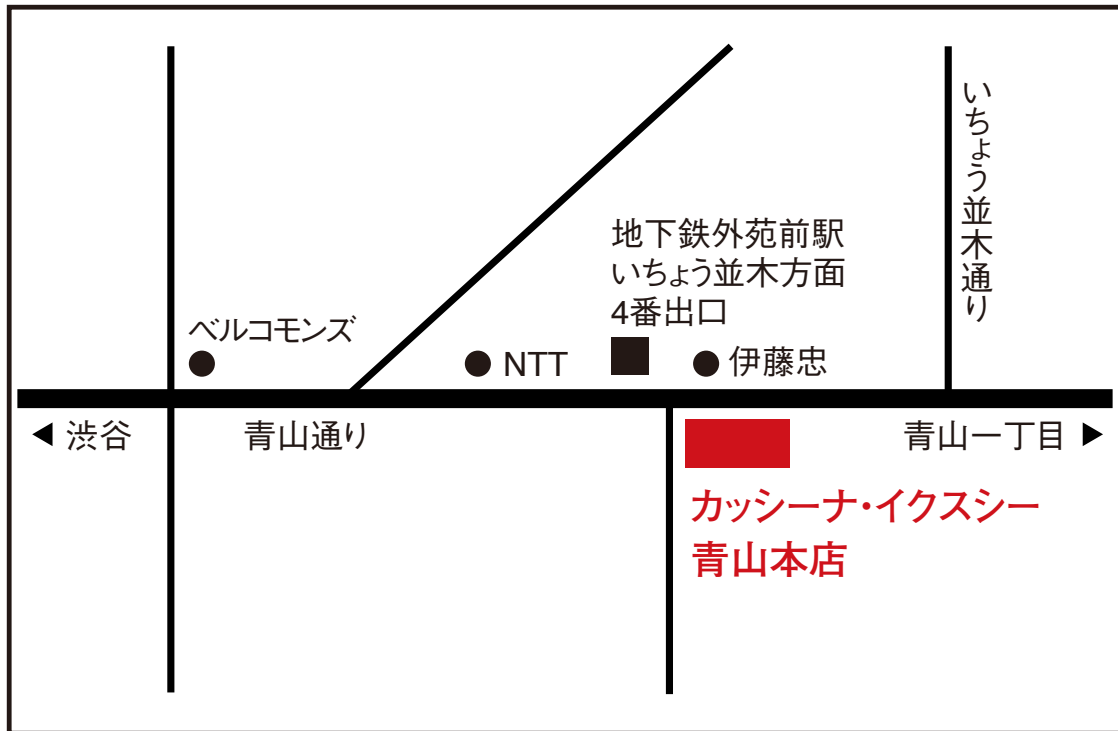 いちょう並木通り
地下鉄外苑前駅
いちょう並木方面
4番出口
ベルコモンズ
NTT
伊藤忠
◀ 渋谷
青山通り
青山一丁目 ▶
カッシーナ・イクスシー
青山本店